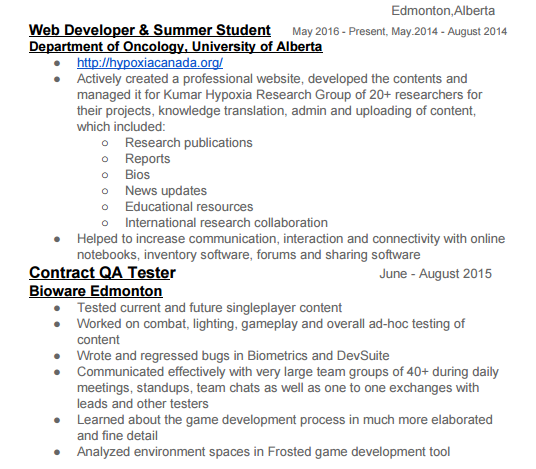 Edmonton,Alberta
Web Developer & Summer Student May 2016 - Present, May.2014 - August 2014
Department of Oncology, University of Alberta
● http://hypoxiacanada.org/
● Actively created a professional website, developed the contents and
managed it for Kumar Hypoxia Research Group of 20+ researchers for
their projects, knowledge translation, admin and uploading of content,
which included:
○ Research publications
○ Reports
○ Bios
○ News updates
○ Educational resources
○ International research collaboration
● Helped to increase communication, interaction and connectivity with online
notebooks, inventory software, forums and sharing software
Contract QA Tester June - August 2015
Bioware Edmonton
● Tested current and future singleplayer content
● Worked on combat, lighting, gameplay and overall ad-hoc testing of
content
● Wrote and regressed bugs in Biometrics and DevSuite
● Communicated effectively with very large team groups of 40+ during daily
meetings, standups, team chats as well as one to one exchanges with
leads and other testers
● Learned about the game development process in much more elaborated
and fine detail
● Analyzed environment spaces in Frosted game development tool